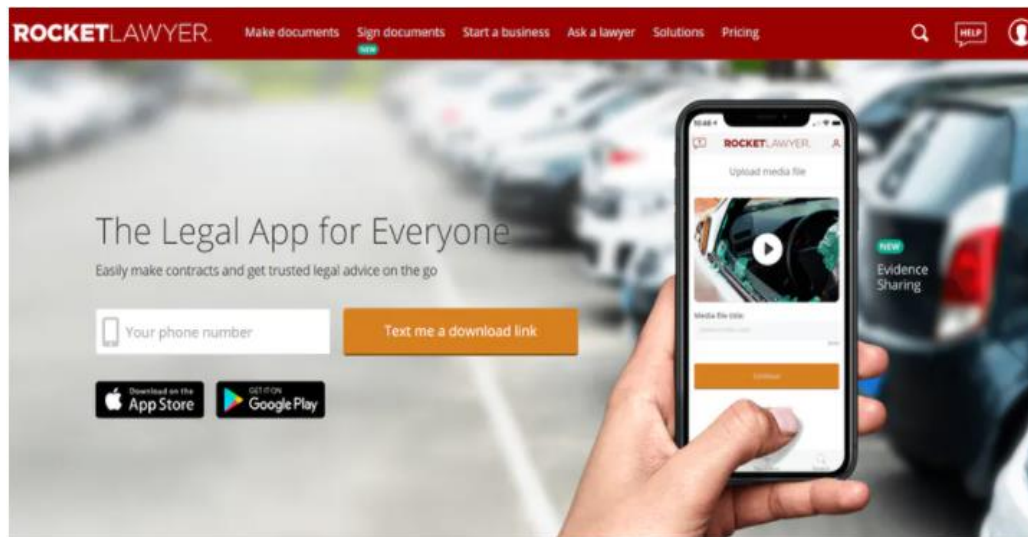 ROCKETLAWYER.
Make documents Sign documents Start a business Ask a lawyer Solutions Pricing
NEW
HELP
The Legal App for Everyone
Easily make contracts and get trusted legal advice on the go
Your phone number
Text me a download link
Download on the
App Store
GET IT ON
Google Play
ROCKETLAWYER.
Upload media file
Media file title:
Continue
NEW
Evidence
Sharing